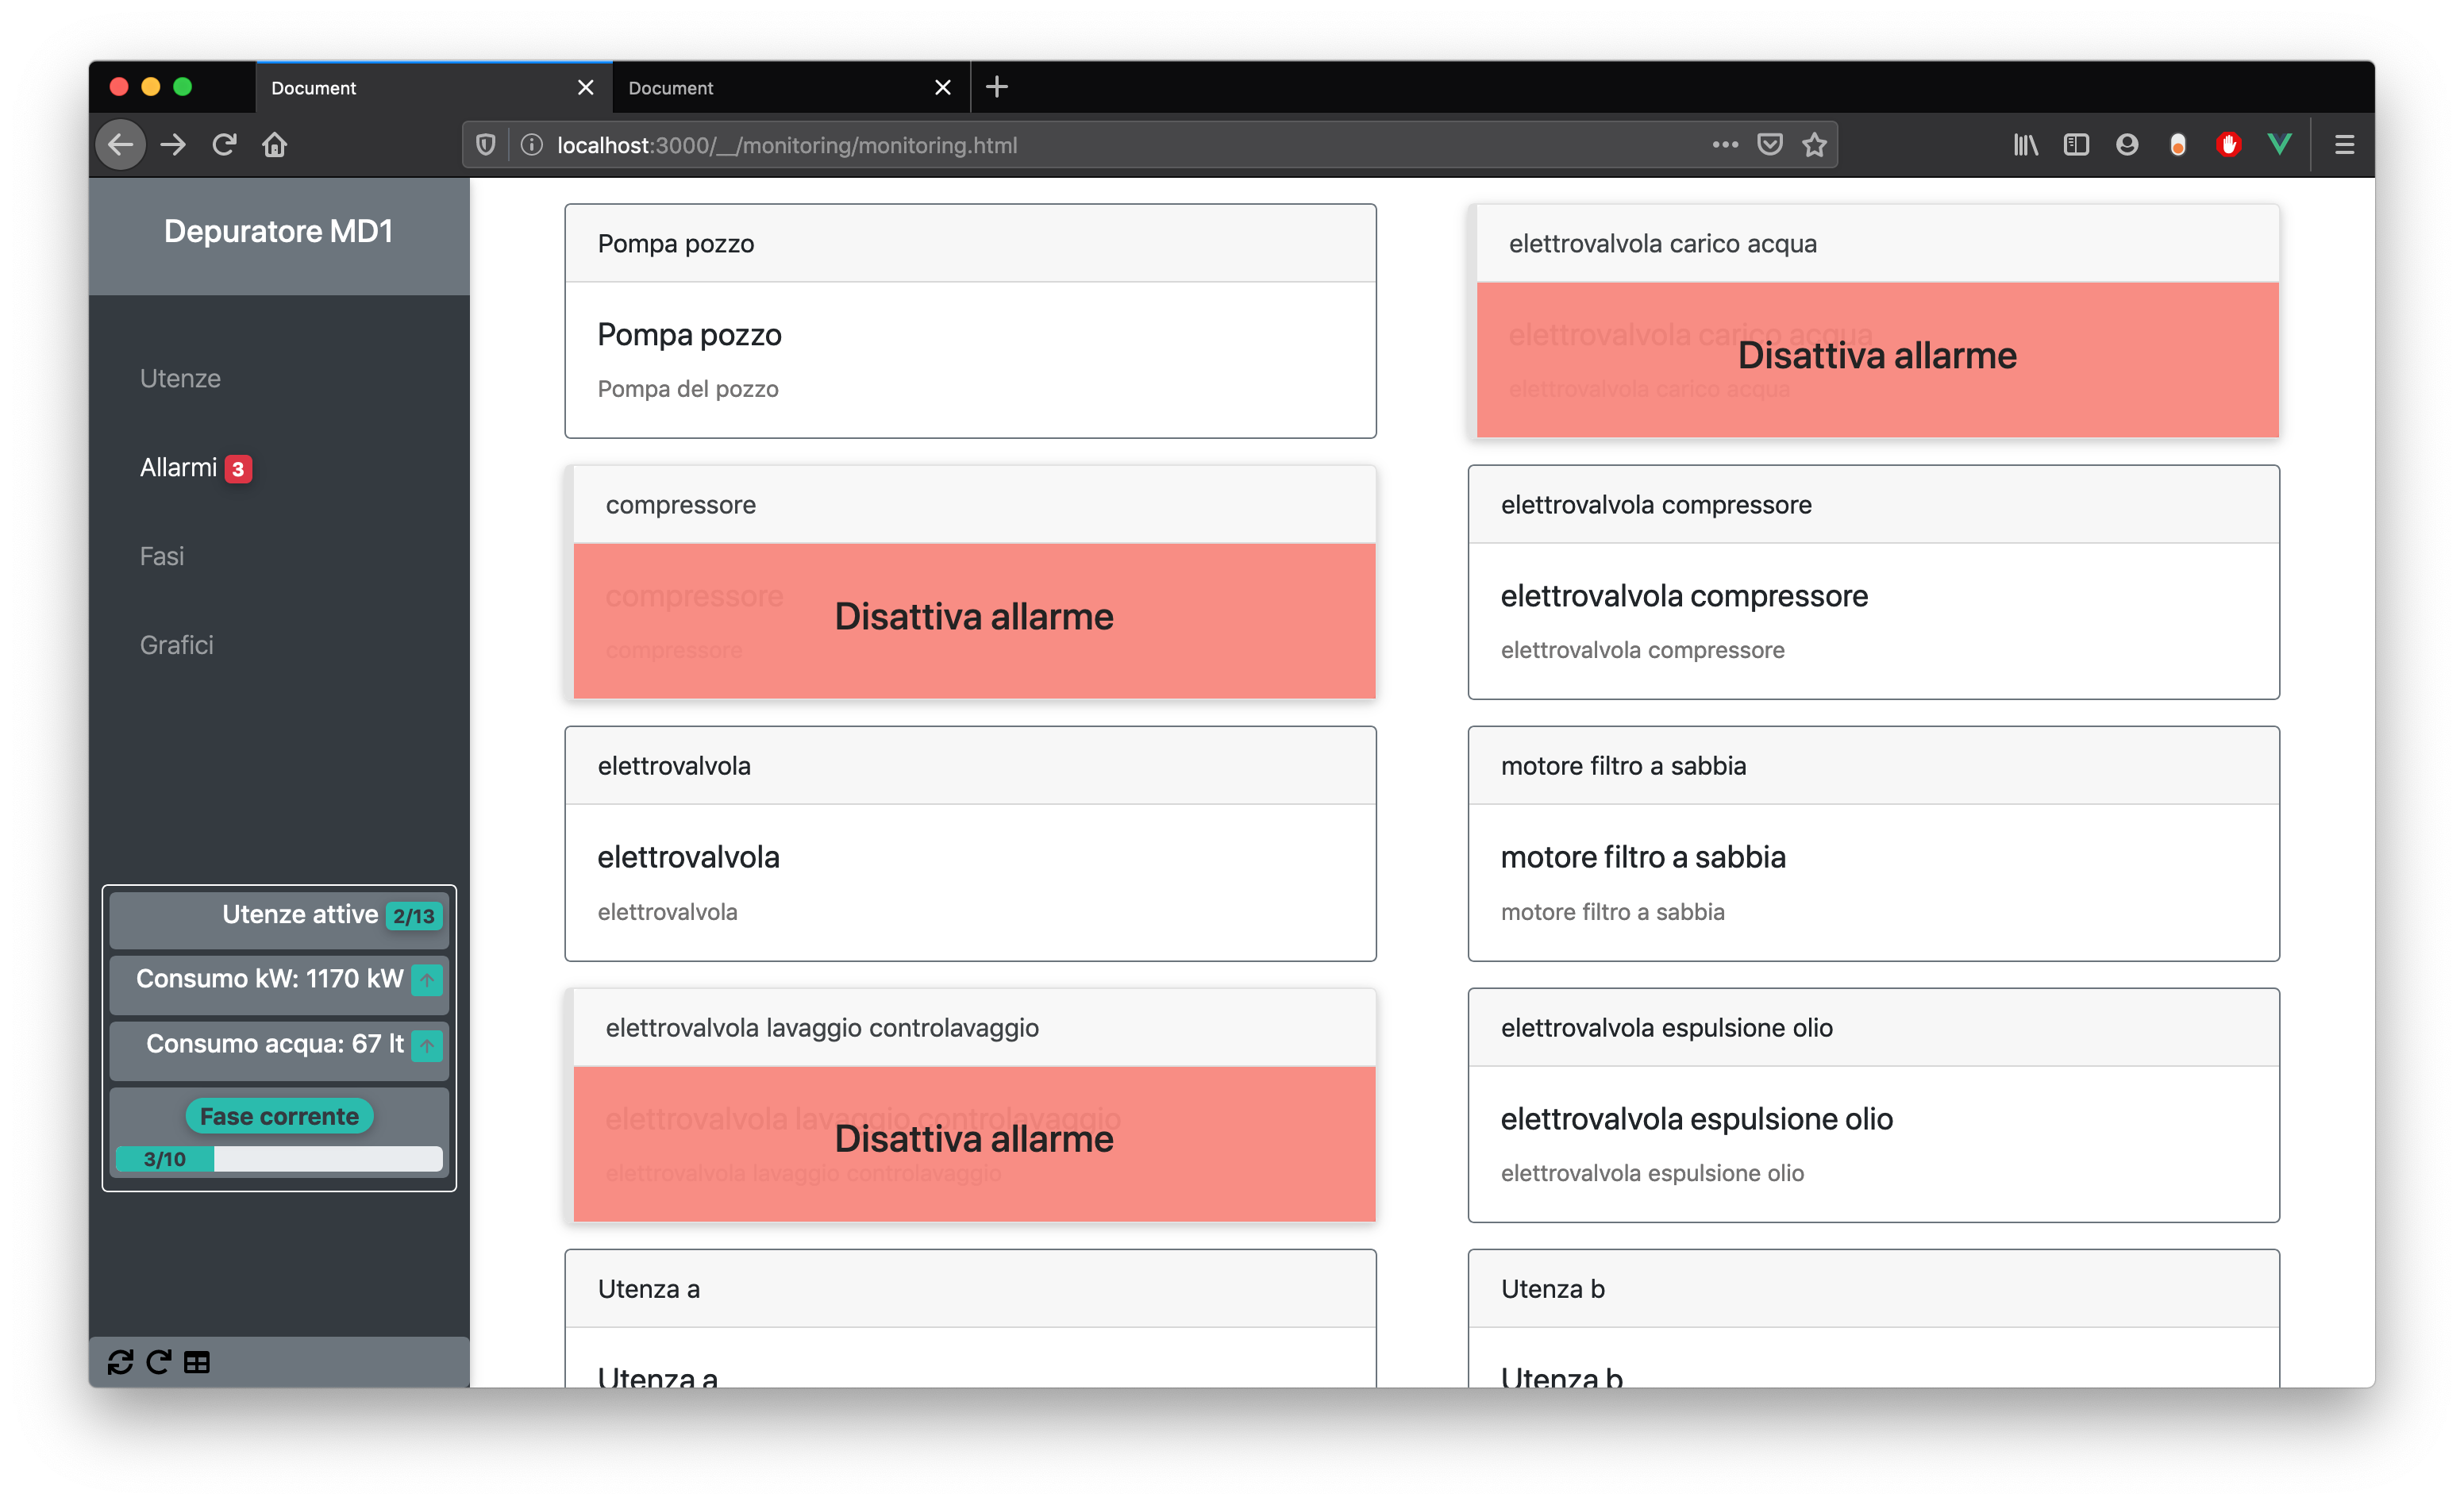 Document
Document
localhost:3000/__/monitoring/monitoring.html
Depuratore MD1
Utenze
Allarmi 3
Fasi
Grafici
Utenze attive 2/13
Consumo kW: 1170 kW
Consumo acqua: 67 lt
Fase corrente
3/10
Pompa pozzo
Pompa pozzo
Pompa del pozzo
elettrovalvola carico acqua
elettrovalvola carico acqua
Disattiva allarme
elettrovalvola carico acqua
compressore
compressore
Disattiva allarme
compressore
elettrovalvola compressore
elettrovalvola compressore
elettrovalvola compressore
elettrovalvola
elettrovalvola
elettrovalvola
motore filtro a sabbia
motore filtro a sabbia
motore filtro a sabbia
elettrovalvola lavaggio controlavaggio
elettrovalvola lavaggio controlavaggio
Disattiva allarme
elettrovalvola lavaggio controlavaggio
elettrovalvola espulsione olio
elettrovalvola espulsione olio
elettrovalvola espulsione olio
Utenza a
Utenza a
Utenza b
Utenza b